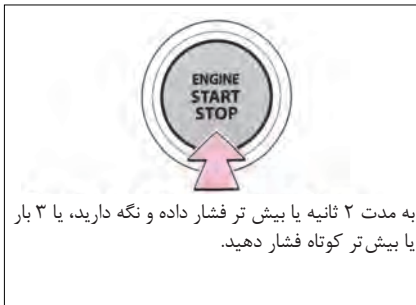 ENGINE
START
STOP
به مدت ۲ ثانیه یا بیش تر فشار داده و نگه دارید، یا ۳ بار
یا بیش تر کوتاه فشار دهید.